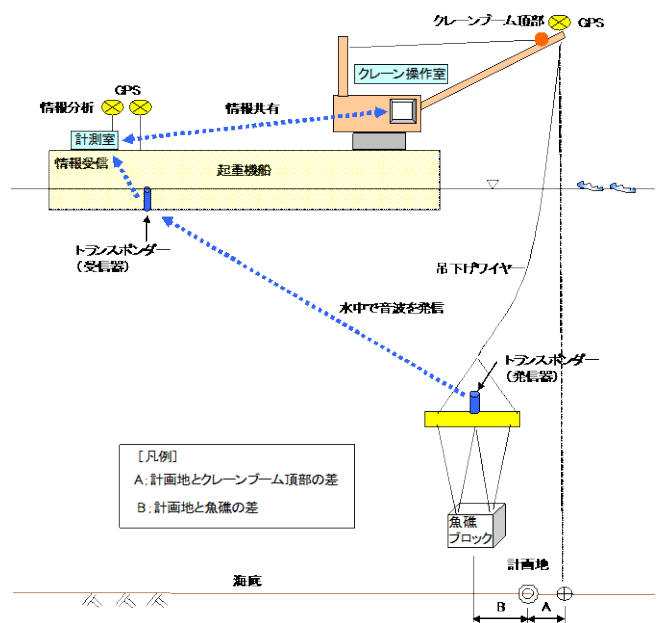 クレーンブーム頂部
GPS
クレーン操作室
GPS
情報分析
情報共有
計測室
情報受信
起重機船
トランスポンダー
(受信器)
吊下げワイヤー
水中で音波を発信
トランスポンダー
(発信器)
[凡例]
A;計画地とクレーンブーム頂部の差
B;計画地と魚礁の差
魚礁
ブロック
計画地
海底
B
A